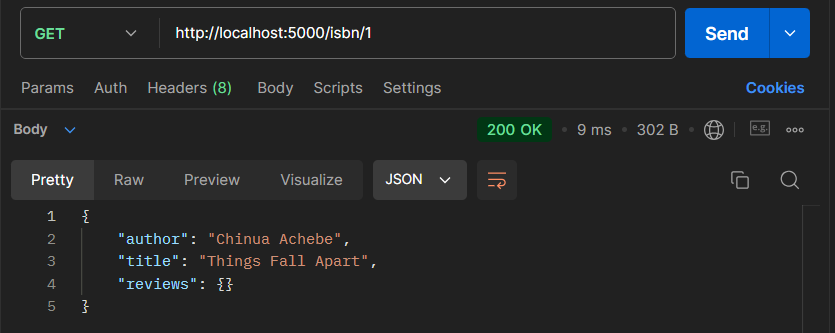 GET http://localhost:5000/isbn/1 Send
Params Auth Headers (8) Body Scripts Settings Cookies
Body 200 OK 9 ms 302 B e.g.
Pretty Raw Preview Visualize JSON
1 {
2 "author": "Chinua Achebe",
3 "title": "Things Fall Apart",
4 "reviews": {}
5 }